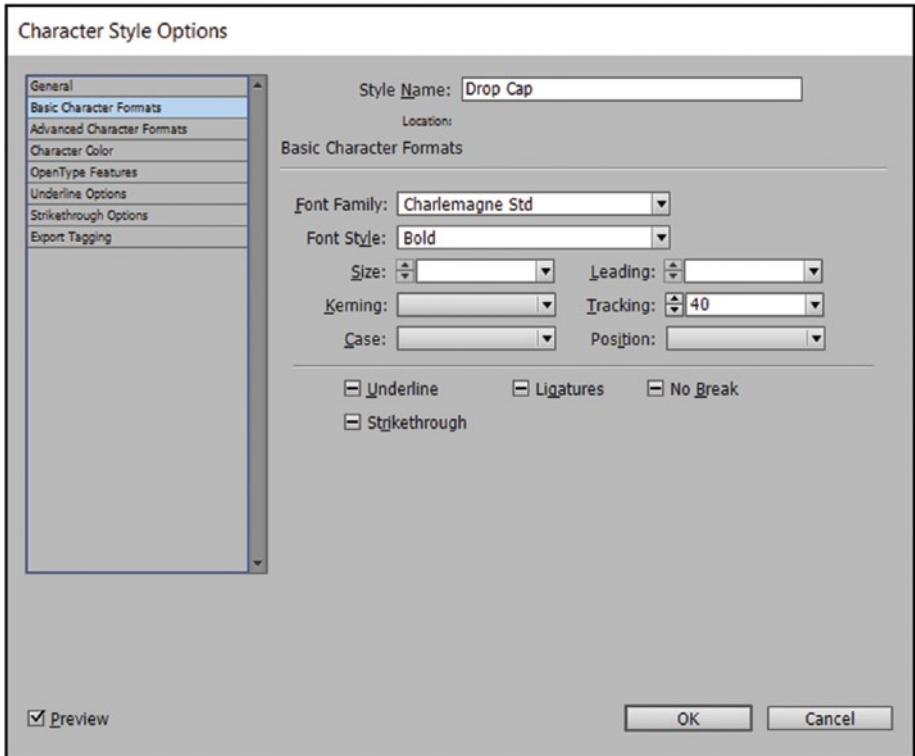 Character Style Options
General
Basic Character Formats
Advanced Character Formats
Character Color
OpenType Features
Underline Options
Strikethrough Options
Export Tagging
Style Name: Drop Cap
Location:
Basic Character Formats
Font Family: Charlemagne Std
Font Style: Bold
Size: Leading:
Kerning: Tracking: 40
Case: Position:
Underline Ligatures No Break
Strikethrough
Preview OK Cancel